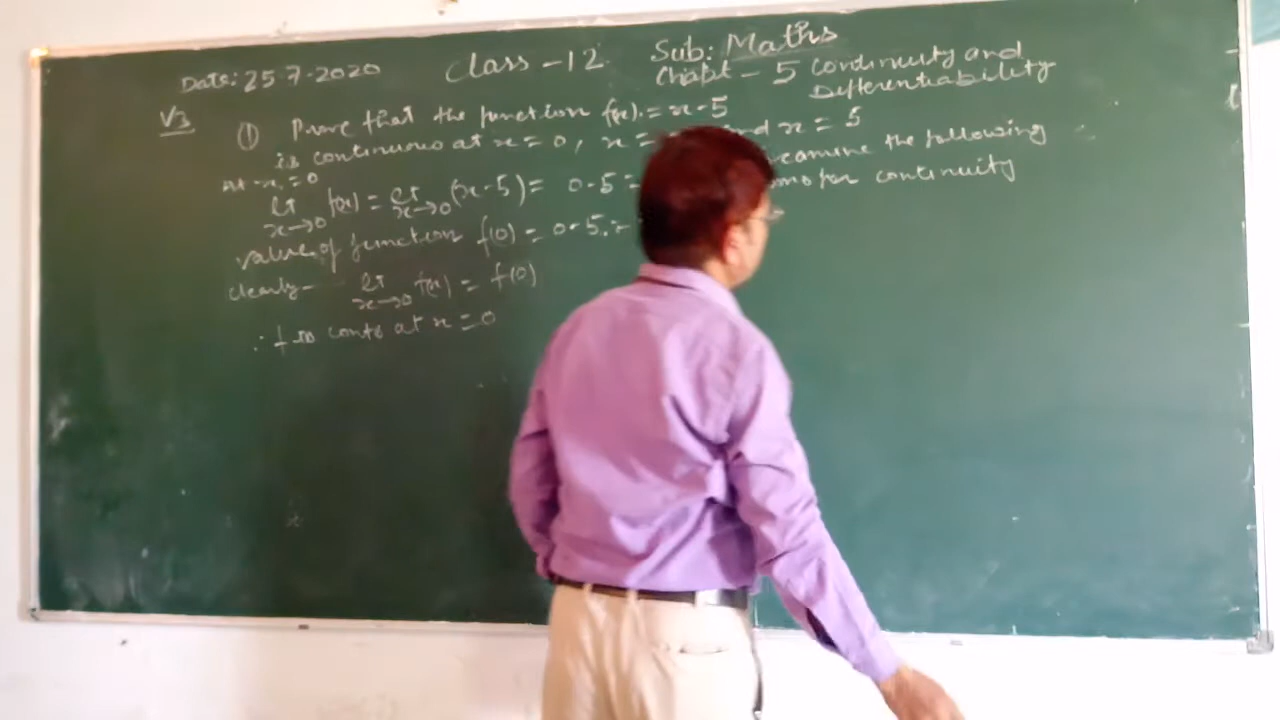 Date: 25-7-2020 Class - 12 Sub: Maths
Chapt - 5 Continuity and
Differentiability
V3
① Prove that the function f(x) = x-5
is continuous at x = 0, x = and x = 5
At x = 0
lt x→0 f(x) = lt x→0 (x-5) = 0-5 =
value of function f(0) = 0-5 =
clearly- lt x→0 f(x) = f(0)
∴ f is conts at x = 0
examine the following
for continuity